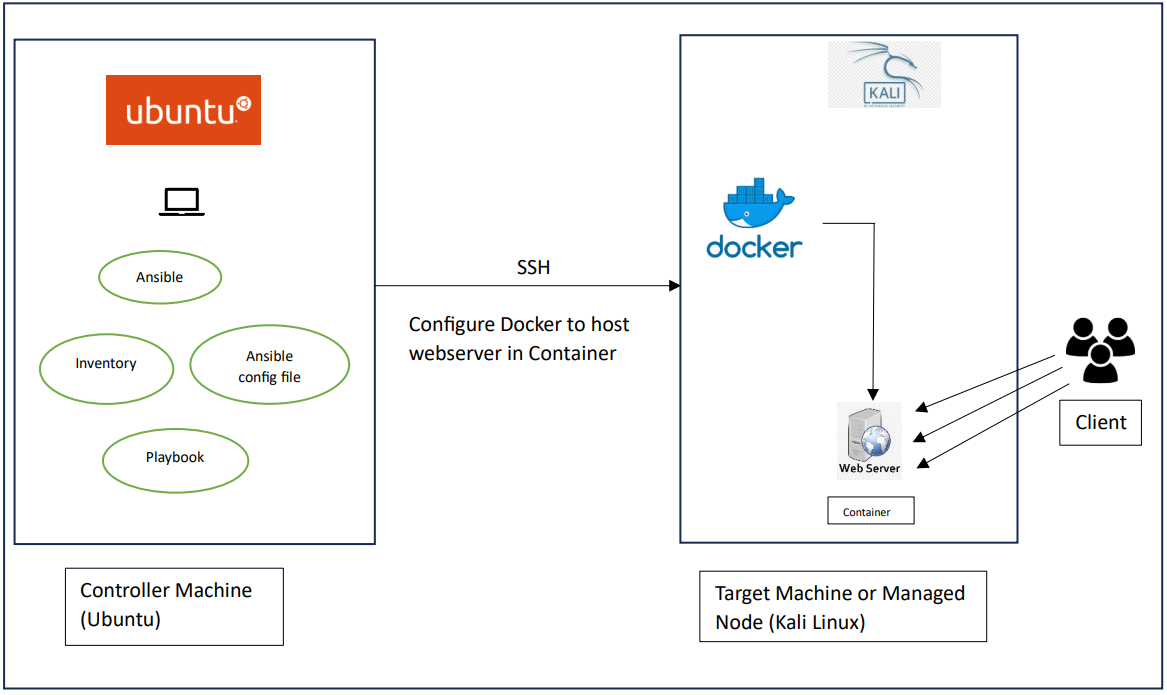 ubuntu
KALI
docker
Ansible
SSH
Configure Docker to host
webserver in Container
Inventory
Ansible
config file
Playbook
Web Server
Container
Client
Controller Machine
(Ubuntu)
Target Machine or Managed
Node (Kali Linux)